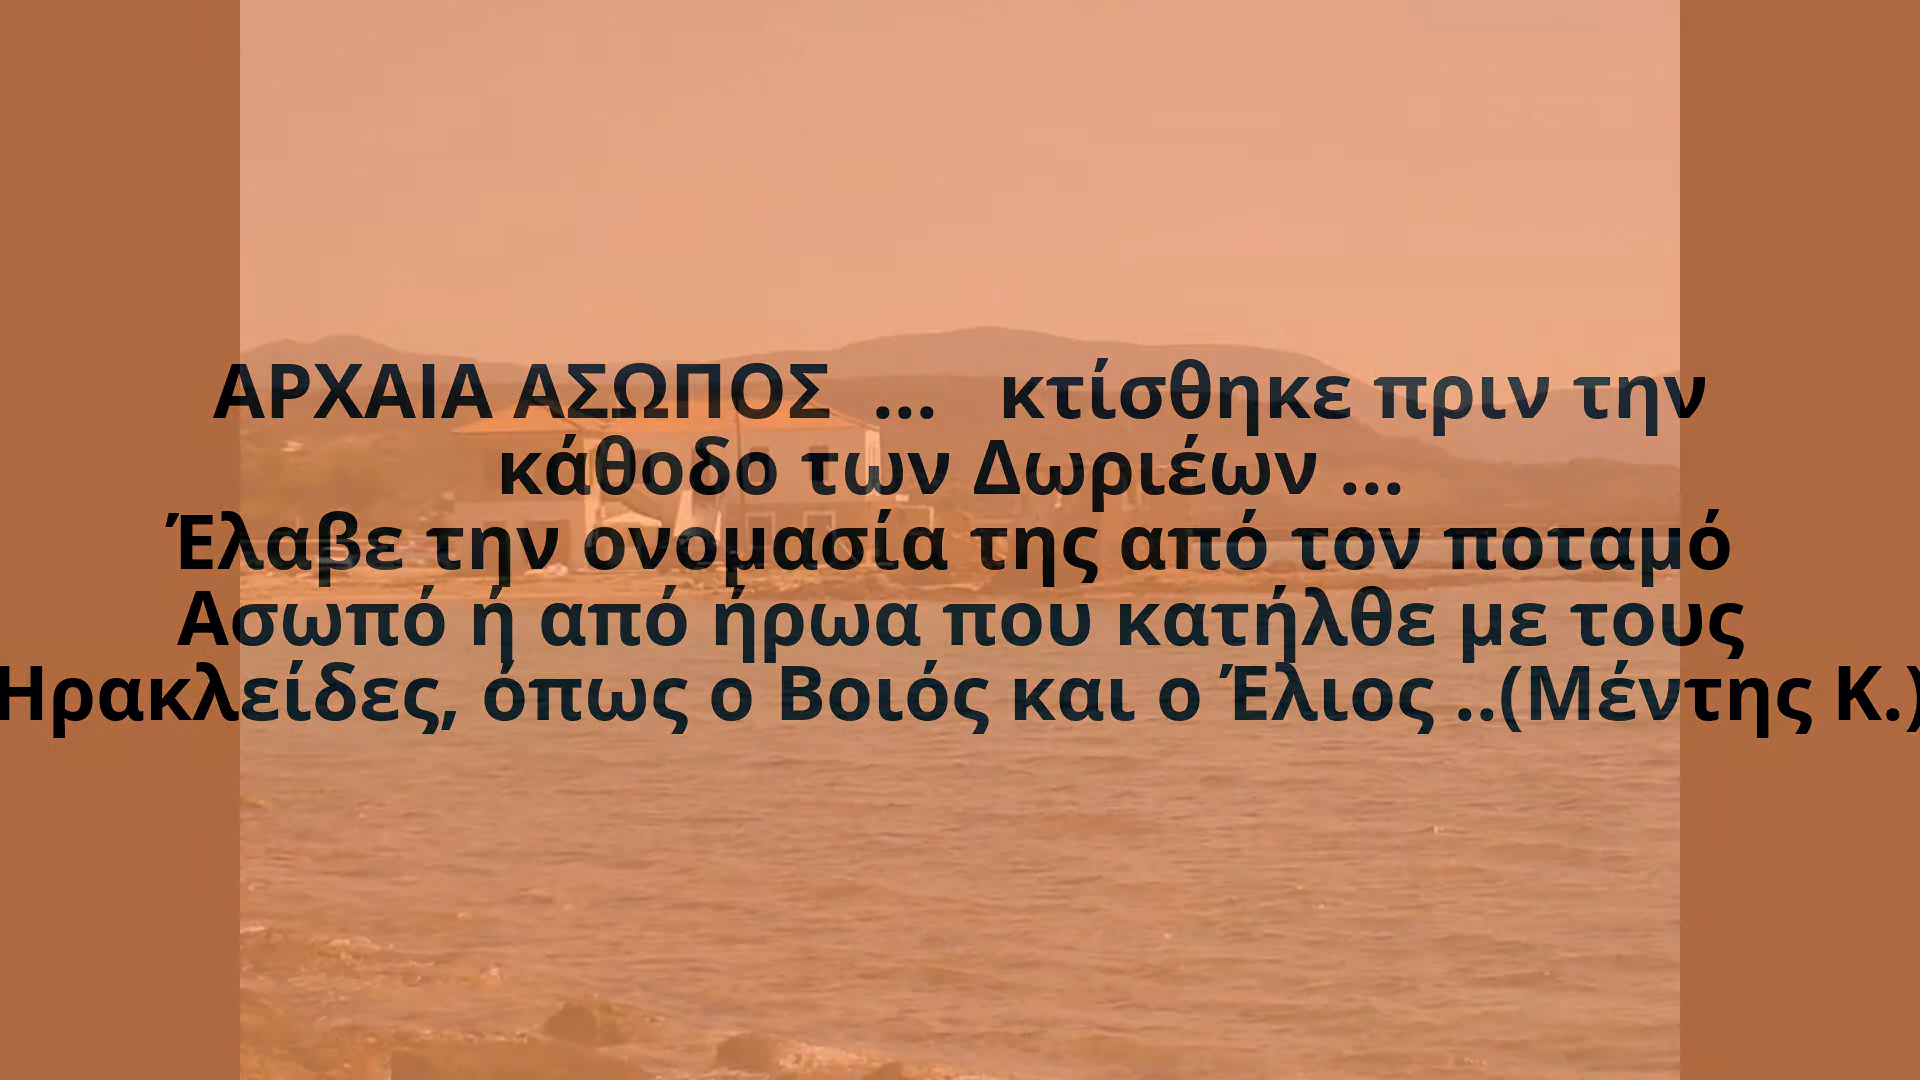 ΑΡΧΑΙΑ ΑΣΩΠΟΣ ... κτίσθηκε πριν την
κάθοδο των Δωριέων ...
Έλαβε την ονομασία της από τον ποταμό
Ασωπό ή από ήρωα που κατήλθε με τους
Ηρακλείδες, όπως ο Βοιός και ο Έλιος ..(Μέντης Κ.)